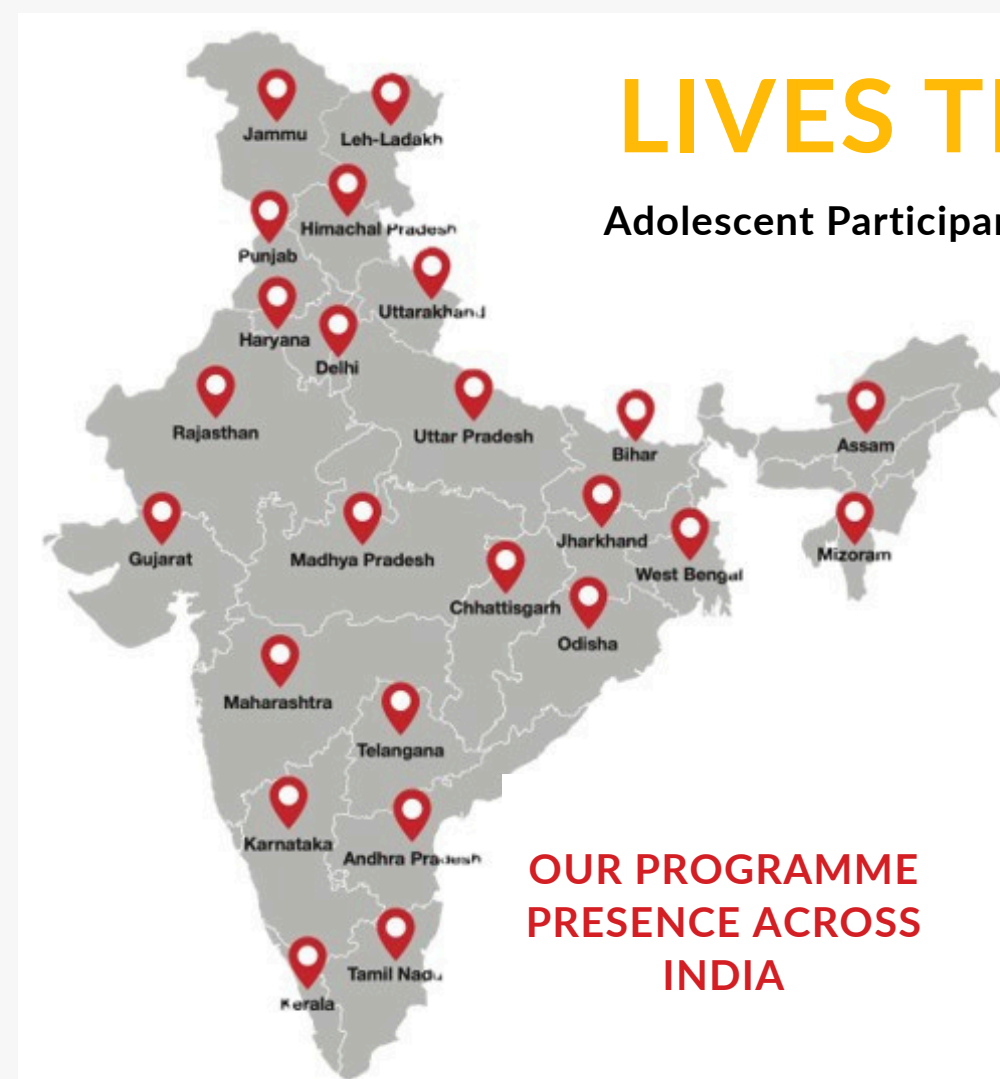 LIVES T
Adolescent Participa
Jammu
Leh-Ladakh
Himachal Pradesh
Punjab
Uttarakhand
Haryana
Delhi
Rajasthan
Uttar Pradesh
Bihar
Assam
Gujarat
Madhya Pradesh
Jharkhand
Mizoram
West Bengal
Chhattisgarh
Odisha
Maharashtra
Telangana
Karnataka
Andhra Pradesh
Tamil Nadu
Kerala
OUR PROGRAMME
PRESENCE ACROSS
INDIA